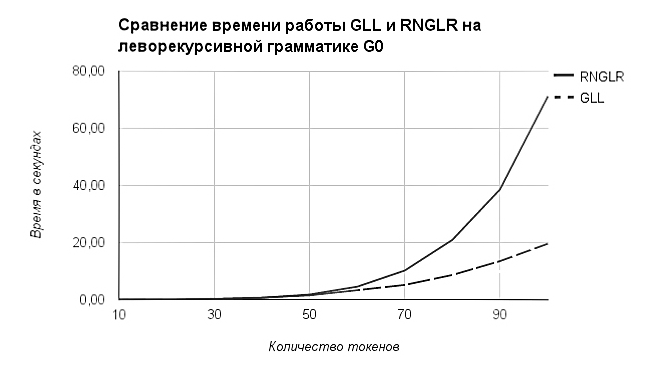 Сравнение времени работы GLL и RNGLR на
леворекурсивной грамматике G0
80,00
60,00
40,00
20,00
0,00
Время в секундах
10
30
50
70
90
Количество токенов
RNGLR
GLL